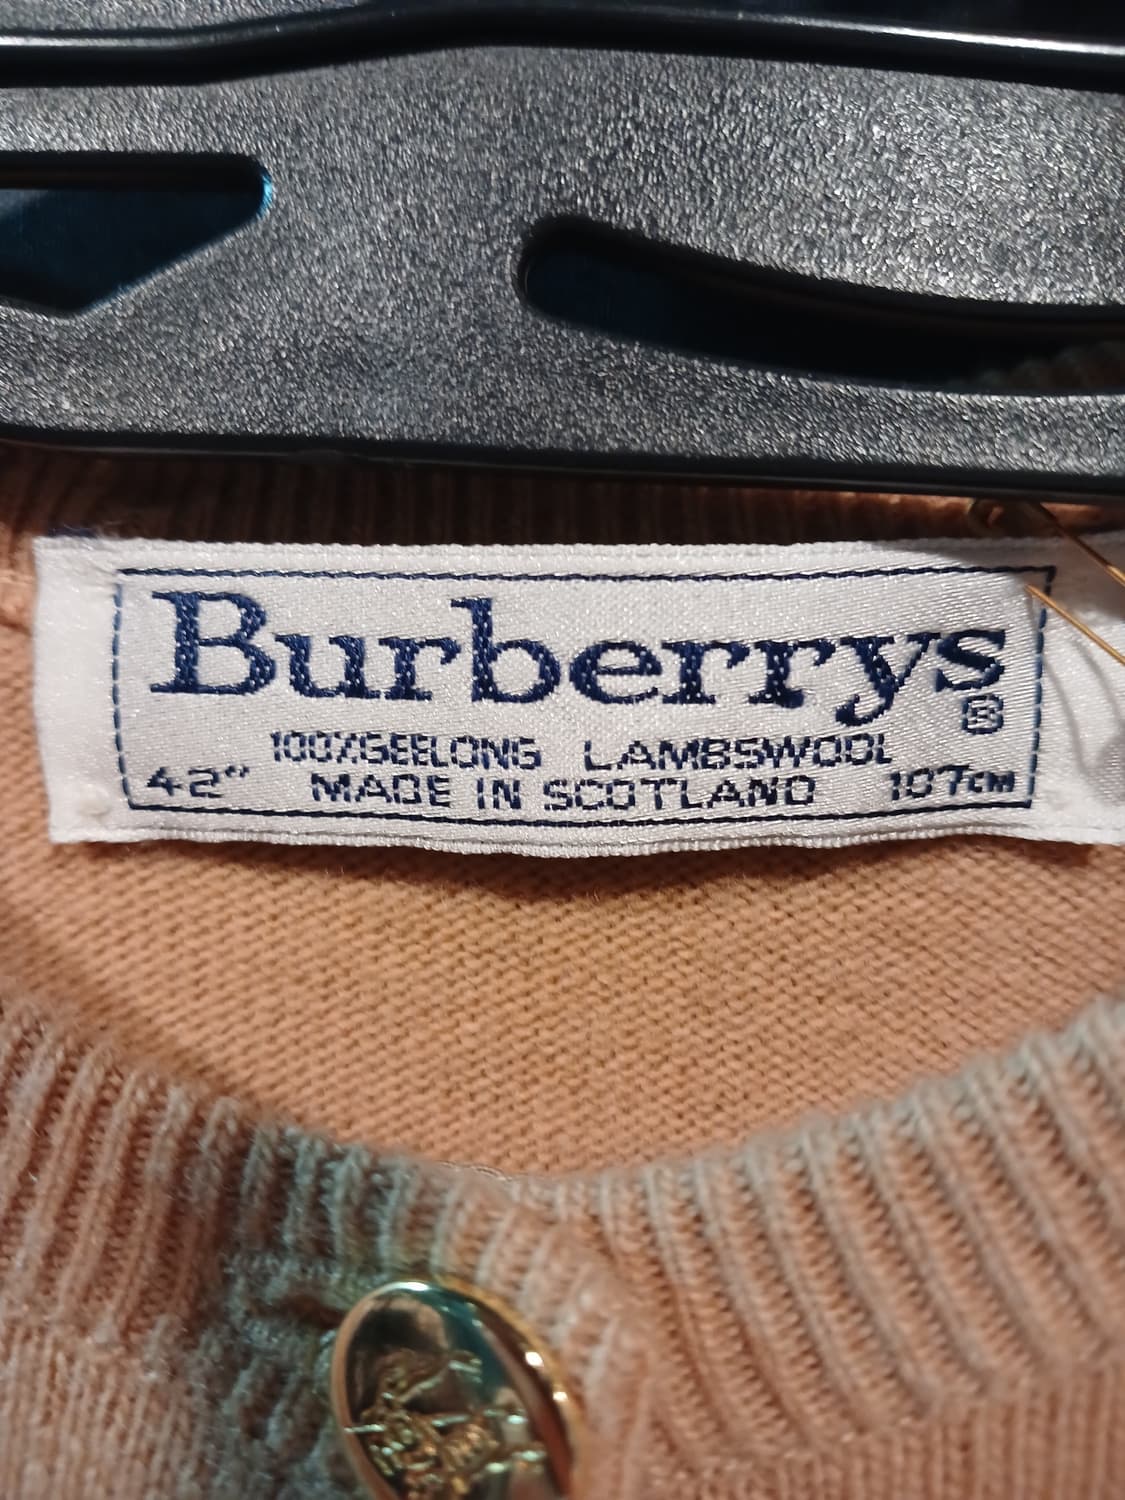 Burberrys
®
100%GEELONG LAMBSWOOL
42" MADE IN SCOTLAND 107CM